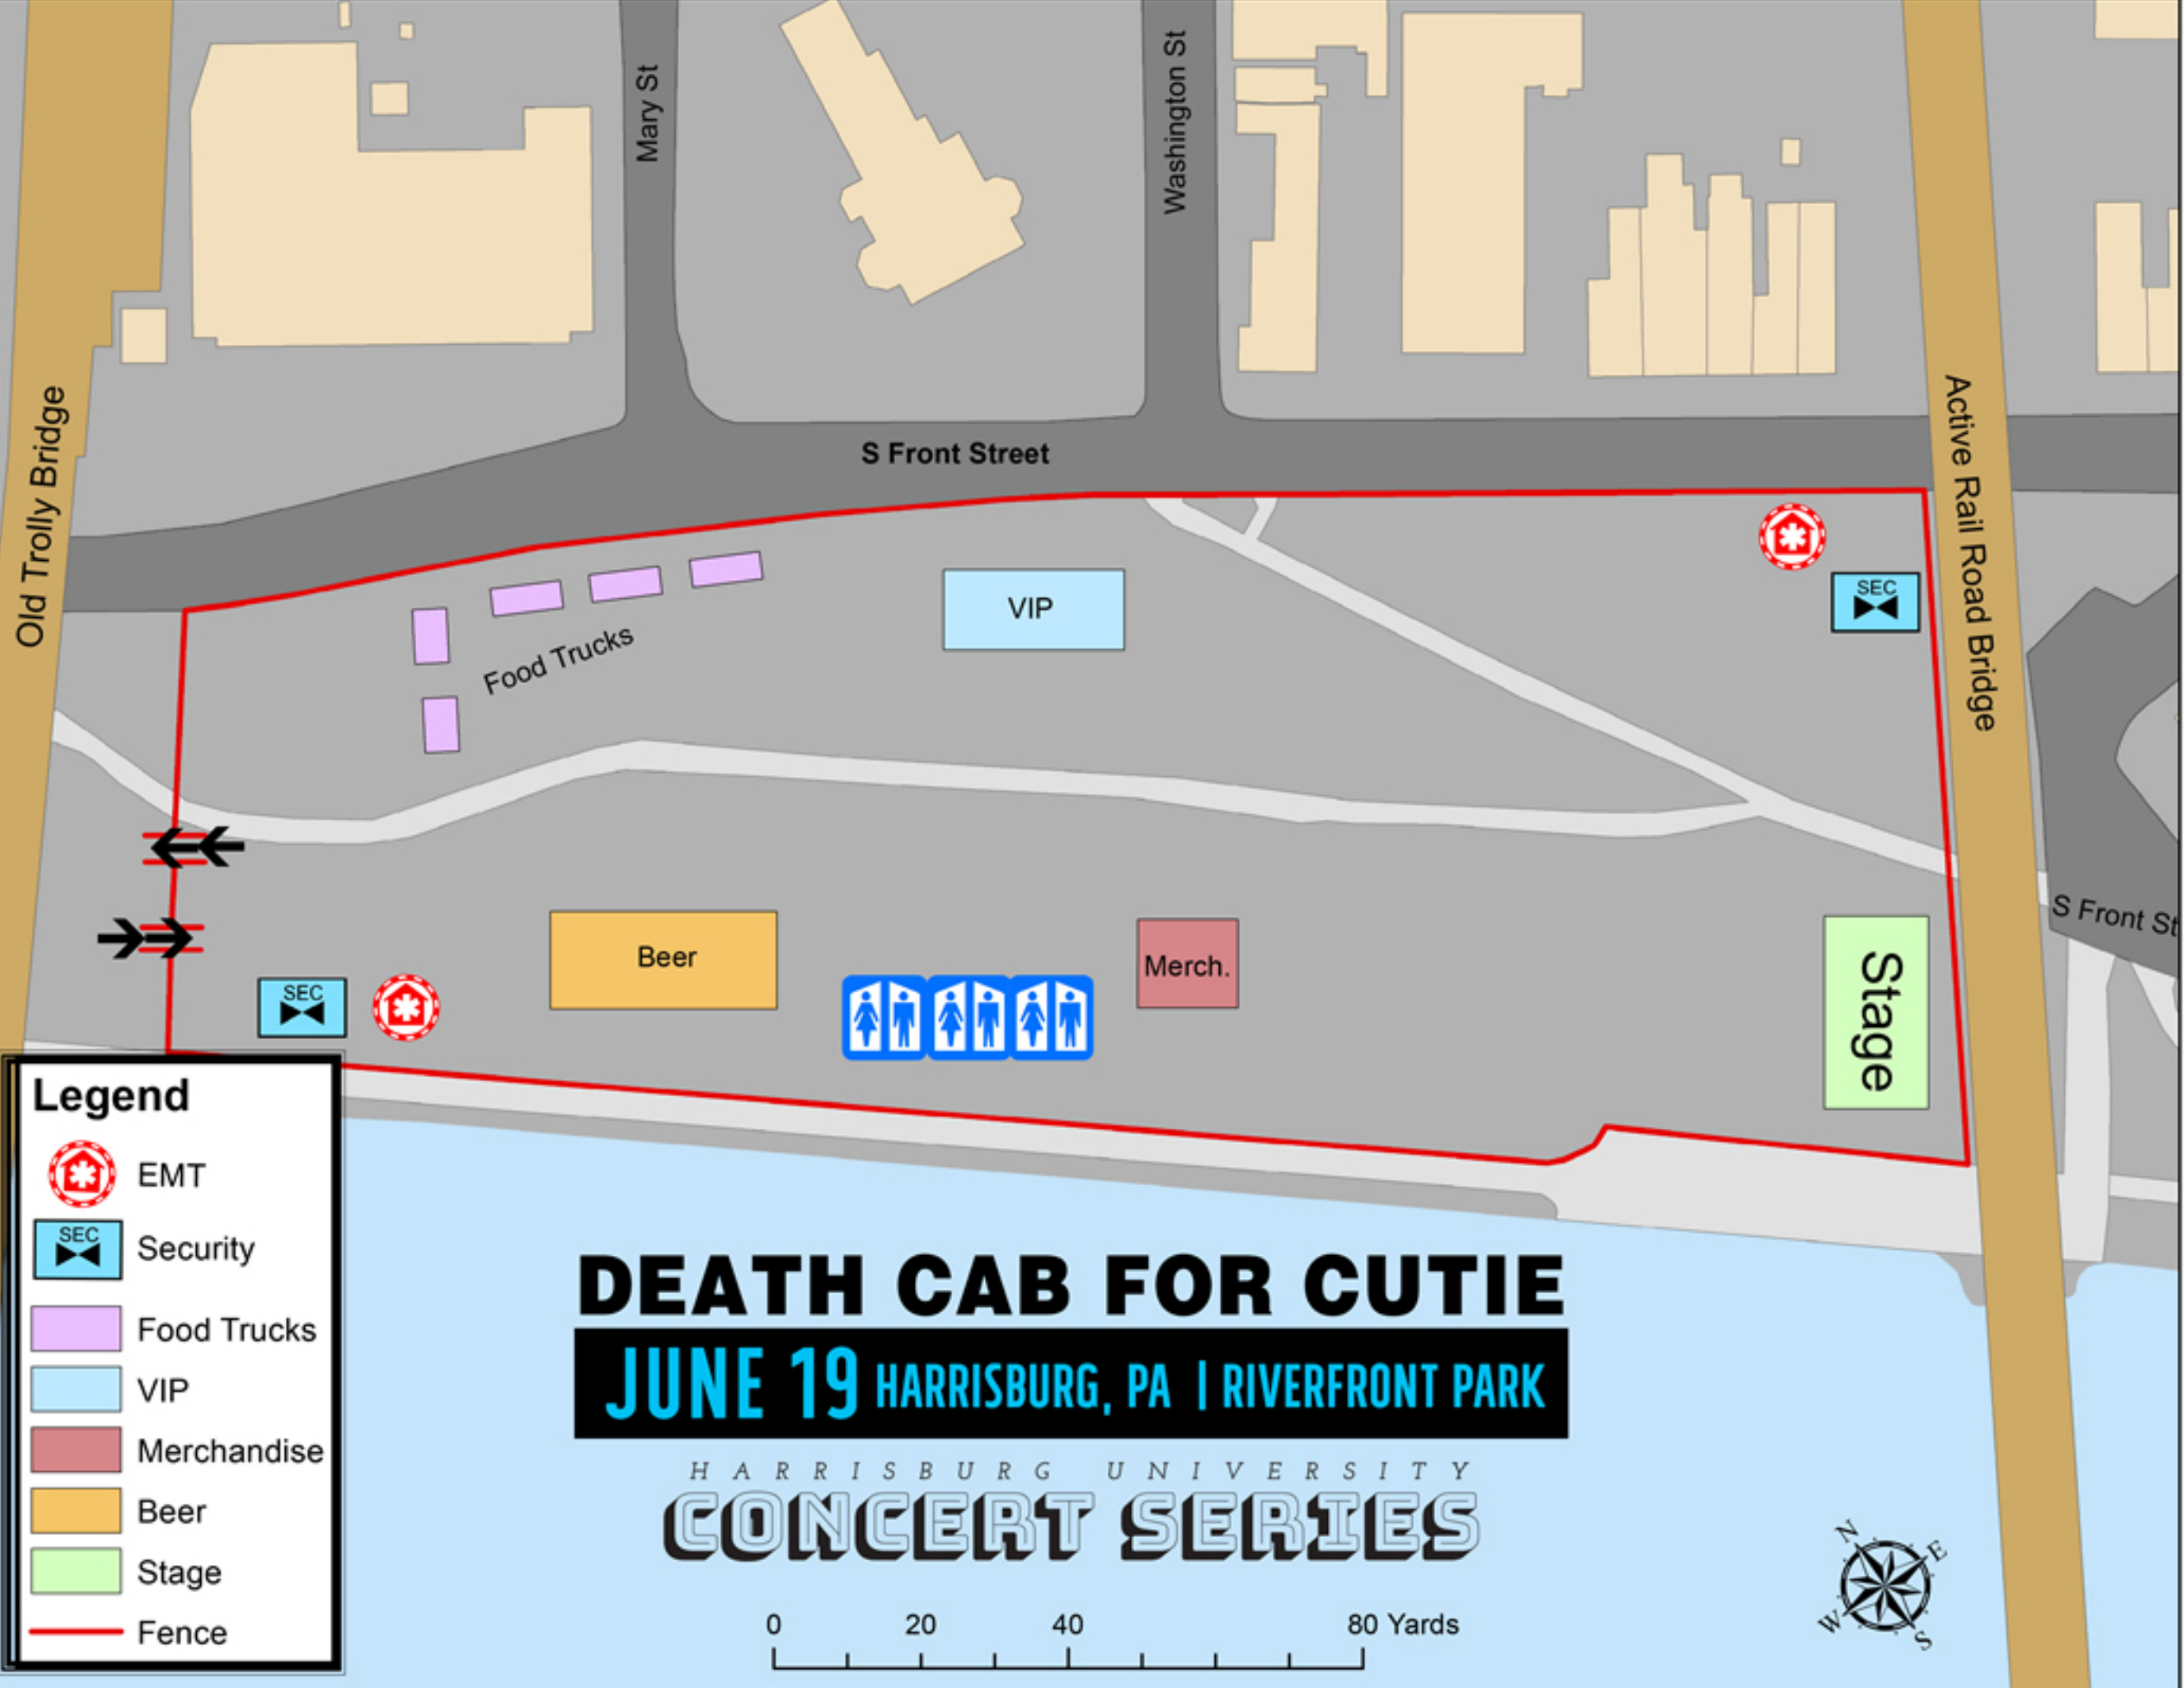 Mary St
Washington St
Old Trolly Bridge
S Front Street
Active Rail Road Bridge
SEC
VIP
Food Trucks
S Front St
Beer
Merch.
Stage
SEC
Legend
EMT
SEC
Security
Food Trucks
VIP
Merchandise
Beer
Stage
Fence
DEATH CAB FOR CUTIE
JUNE 19 HARRISBURG, PA | RIVERFRONT PARK
HARRISBURG UNIVERSITY
CONCERT SERIES
0 20 40 80 Yards
N
E
W
S